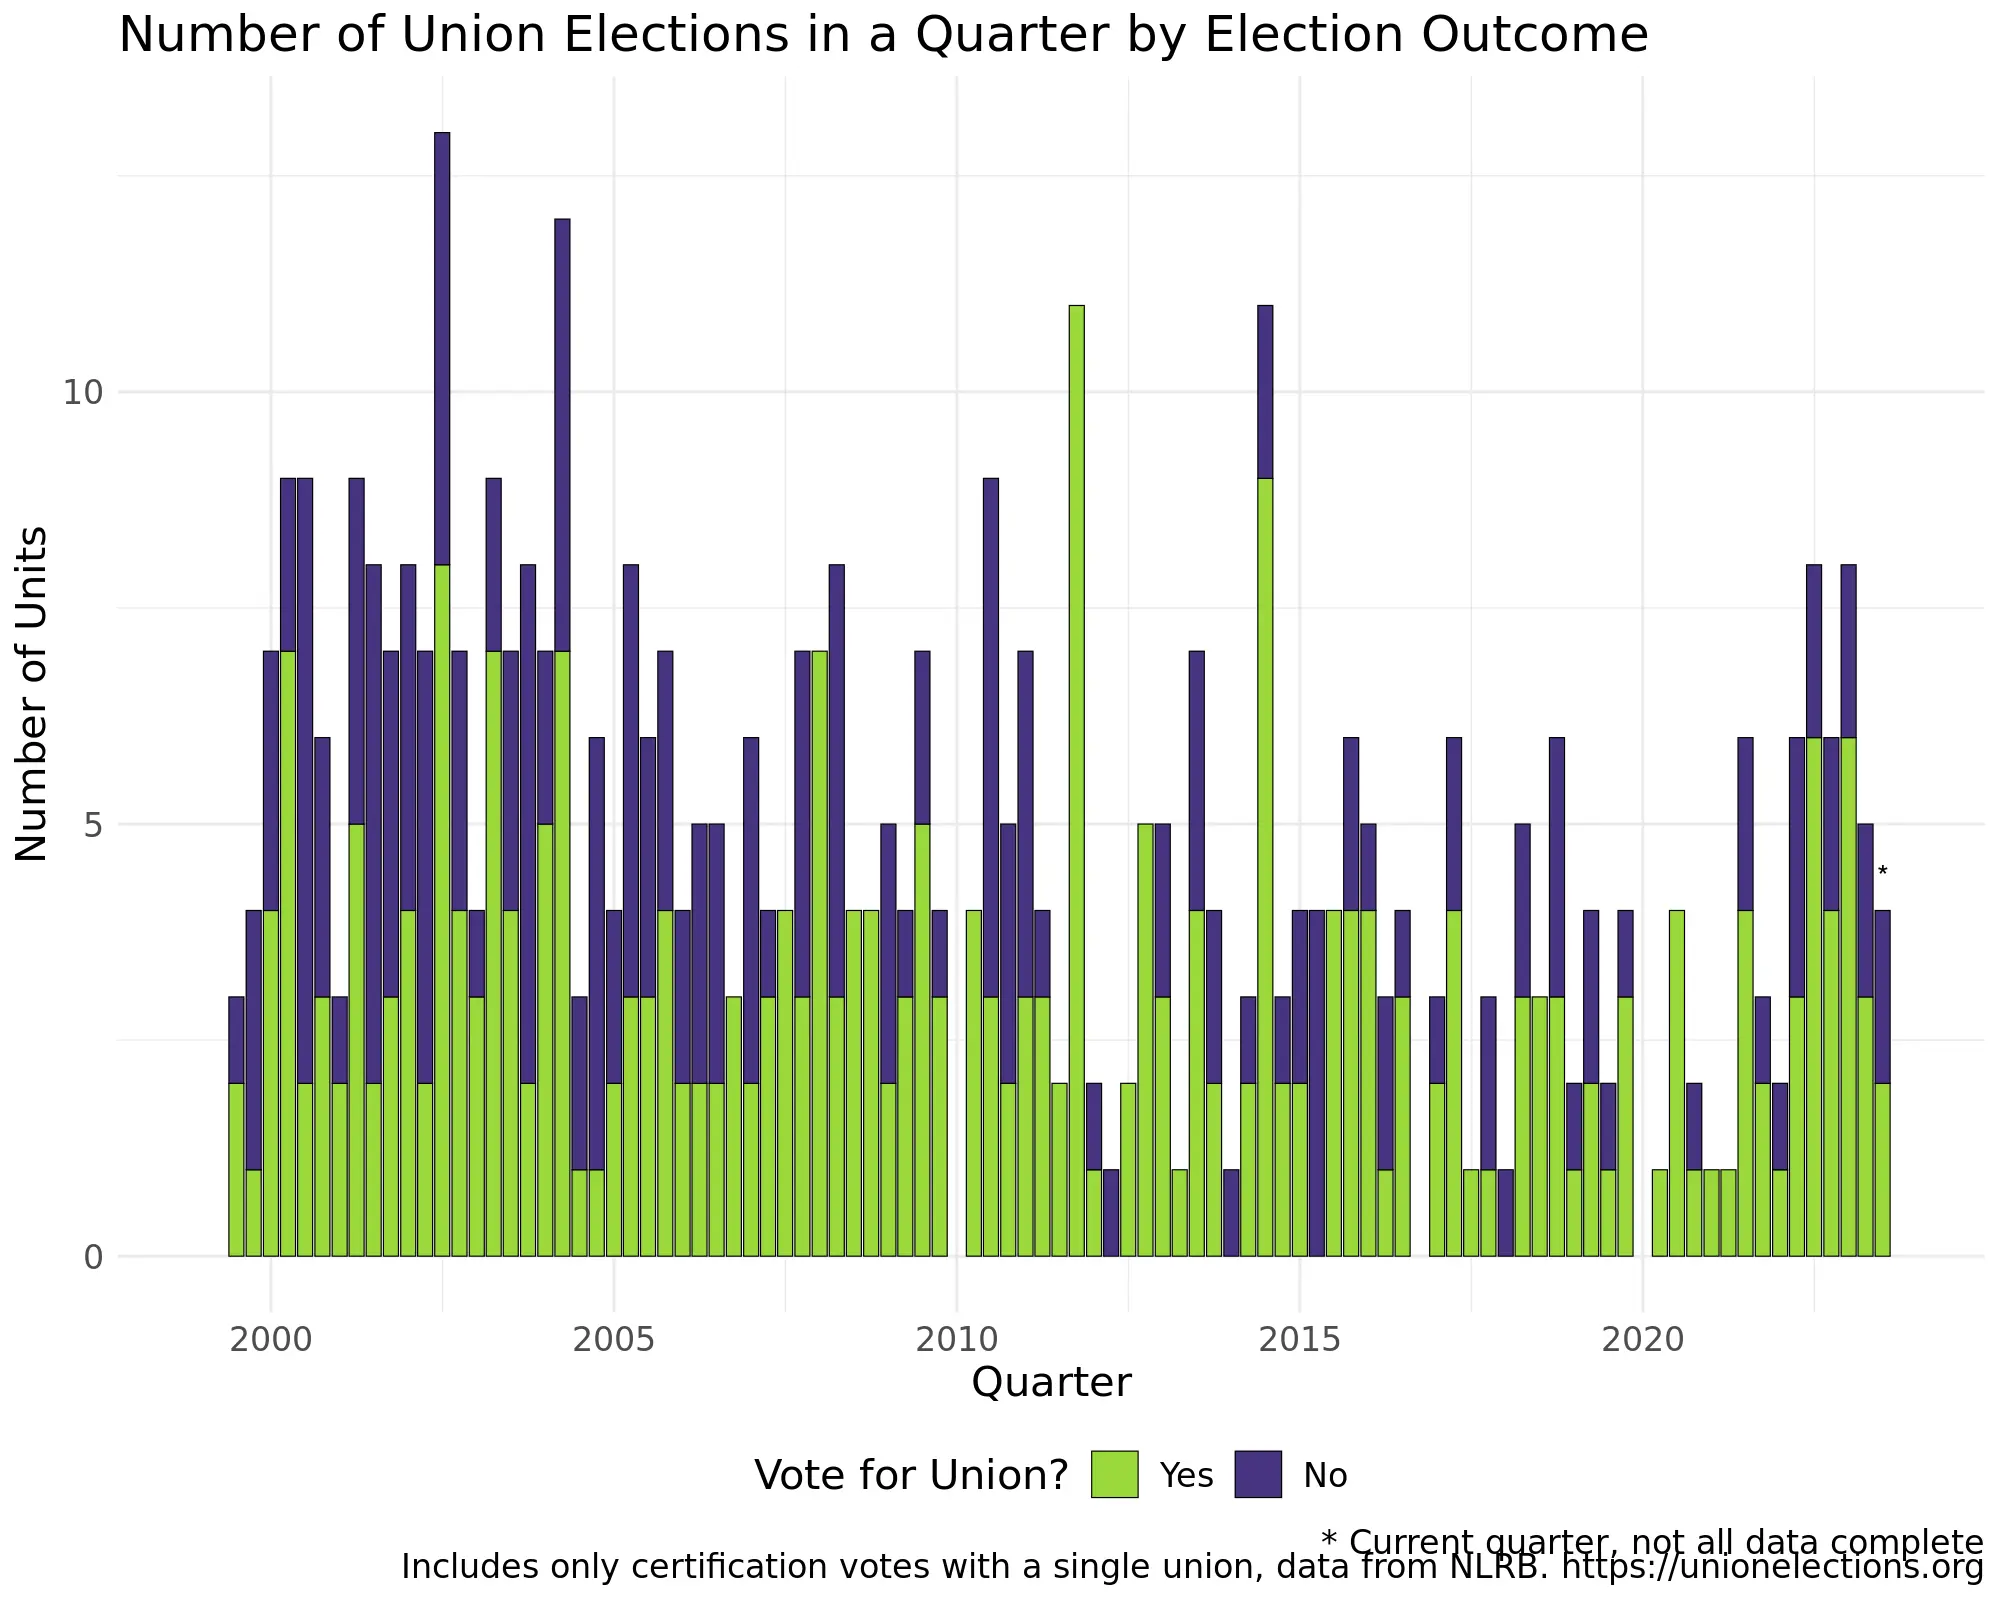 Number of Union Elections in a Quarter by Election Outcome
Number of Units
10
5
0
*
2000 2005 2010 2015 2020
Quarter
Vote for Union? Yes No
* Current quarter, not all data complete
Includes only certification votes with a single union, data from NLRB. https://unionelections.org